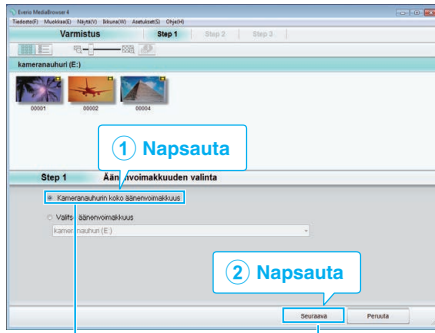 Everio MediaBrowser 4
Tiedosto(F) Muokkaa(E) Näytä(V) Ikkuna(W) Asetukset(S) Ohje(H)
Varmistus Step 1 Step 2 Step 3
kameranauhuri (E:)
00001 00002 00004
① Napsauta
Step 1 Äänenvoimakkuuden valinta
Kameranauhurin koko äänenvoimakkuus
Valitse äänenvoimakkuus
kameranauhuri (E:)
② Napsauta
Seuraava Peruuta